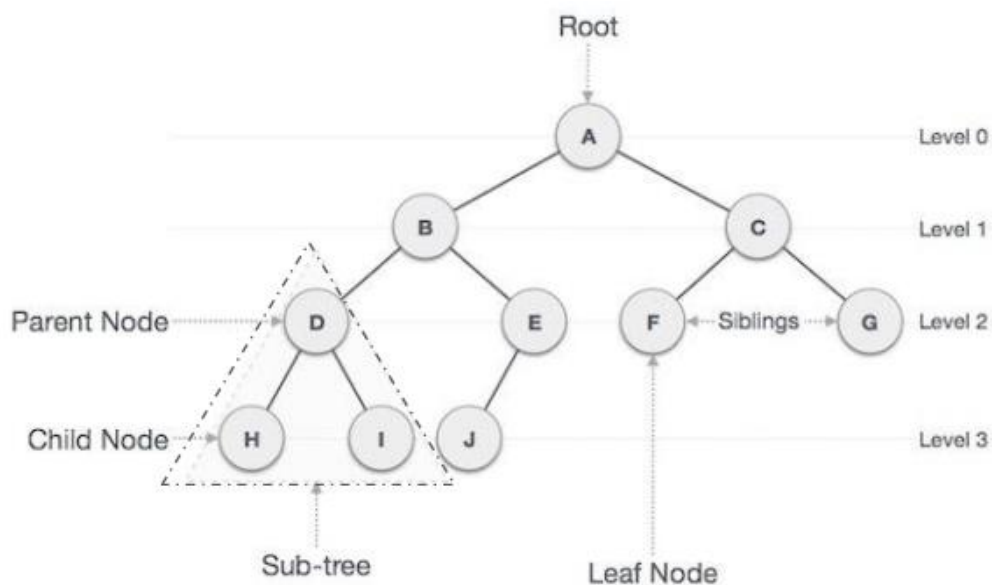 Root
A
Level 0
B
C
Level 1
Parent Node
D
E
F
Siblings
G
Level 2
Child Node
H
I
J
Level 3
Sub-tree
Leaf Node